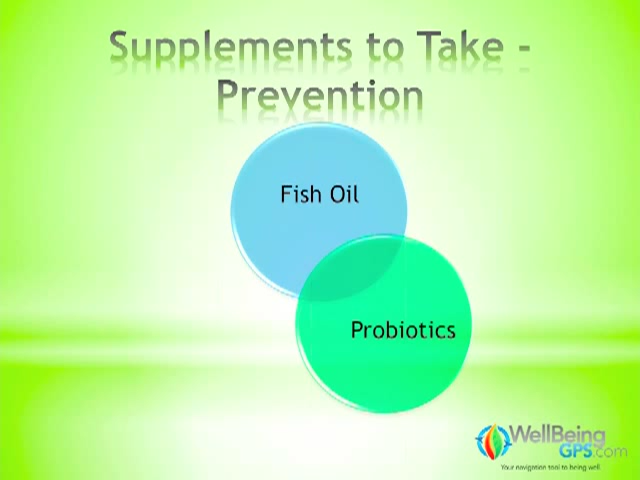 Supplements to Take -
Prevention
Fish Oil
Probiotics
WellBeing
GPS.com
Your navigation tool to being well.